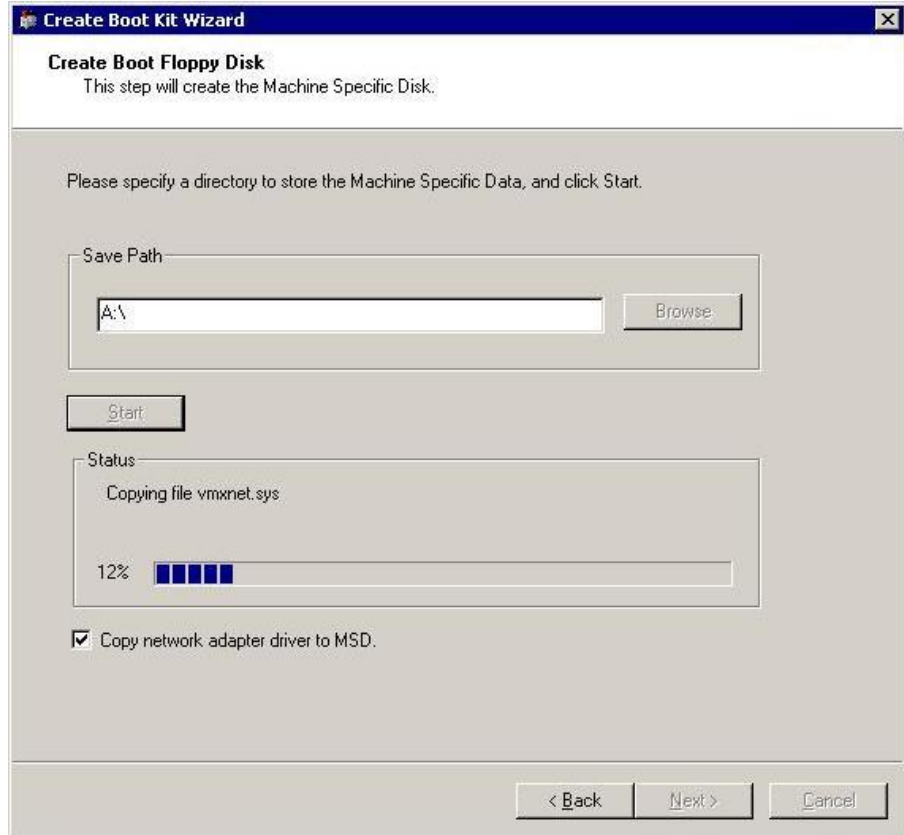 Create Boot Kit Wizard
Create Boot Floppy Disk
This step will create the Machine Specific Disk.
Please specify a directory to store the Machine Specific Data, and click Start.
Save Path
A:\
Browse
Start
Status
Copying file vmxnet.sys
12%
Copy network adapter driver to MSD.
< Back
Next >
Cancel